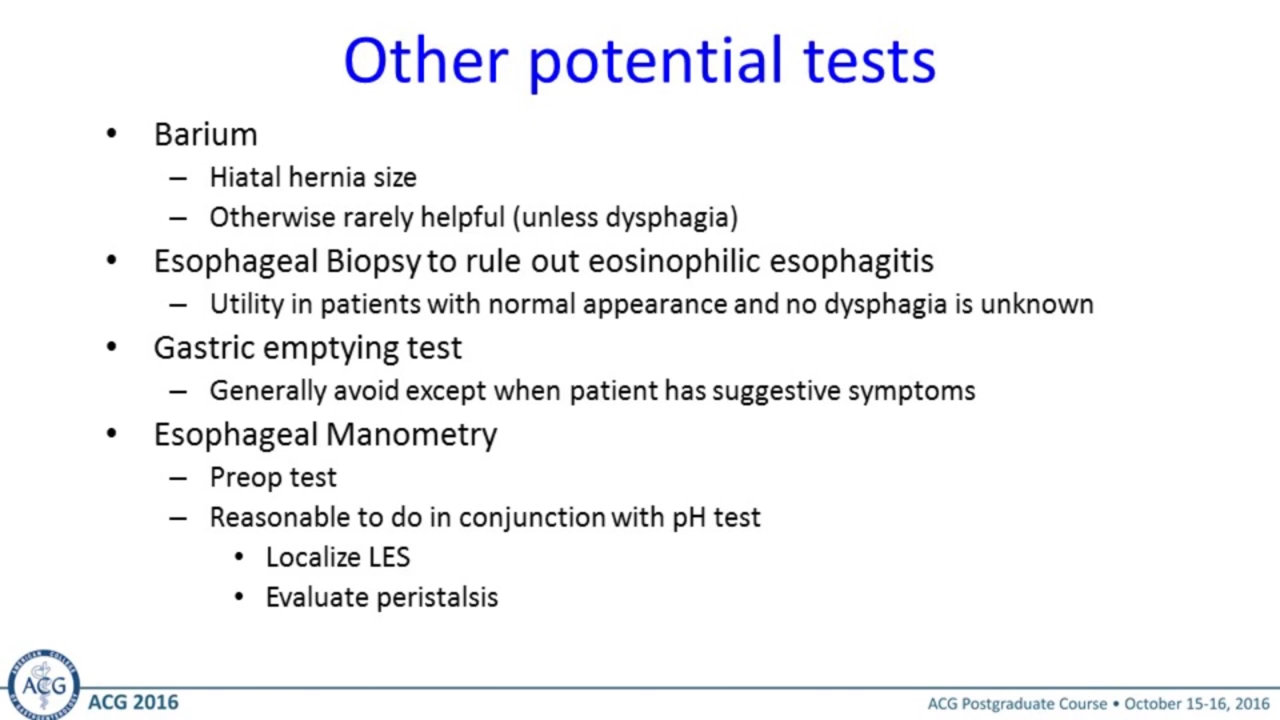 Other potential tests
• Barium
– Hiatal hernia size
– Otherwise rarely helpful (unless dysphagia)
• Esophageal Biopsy to rule out eosinophilic esophagitis
– Utility in patients with normal appearance and no dysphagia is unknown
• Gastric emptying test
– Generally avoid except when patient has suggestive symptoms
• Esophageal Manometry
– Preop test
– Reasonable to do in conjunction with pH test
• Localize LES
• Evaluate peristalsis
ACG
ACG 2016
ACG Postgraduate Course • October 15-16, 2016